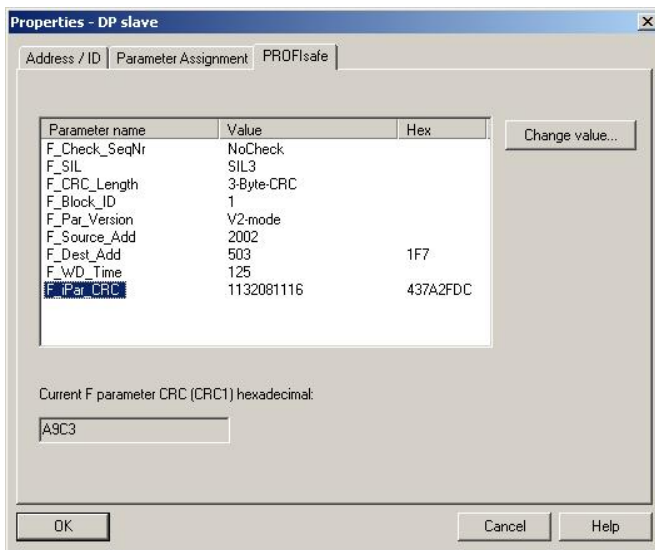 Properties - DP slave
Address / ID Parameter Assignment PROFIsafe
Parameter name Value Hex
F_Check_SeqNr NoCheck
F_SIL SIL3
F_CRC_Length 3-Byte-CRC
F_Block_ID 1
F_Par_Version V2-mode
F_Source_Add 2002
F_Dest_Add 503 1F7
F_WD_Time 125
F_iPar_CRC 1132081116 437A2FDC
Change value...
Current F parameter CRC (CRC1) hexadecimal:
A9C3
OK Cancel Help